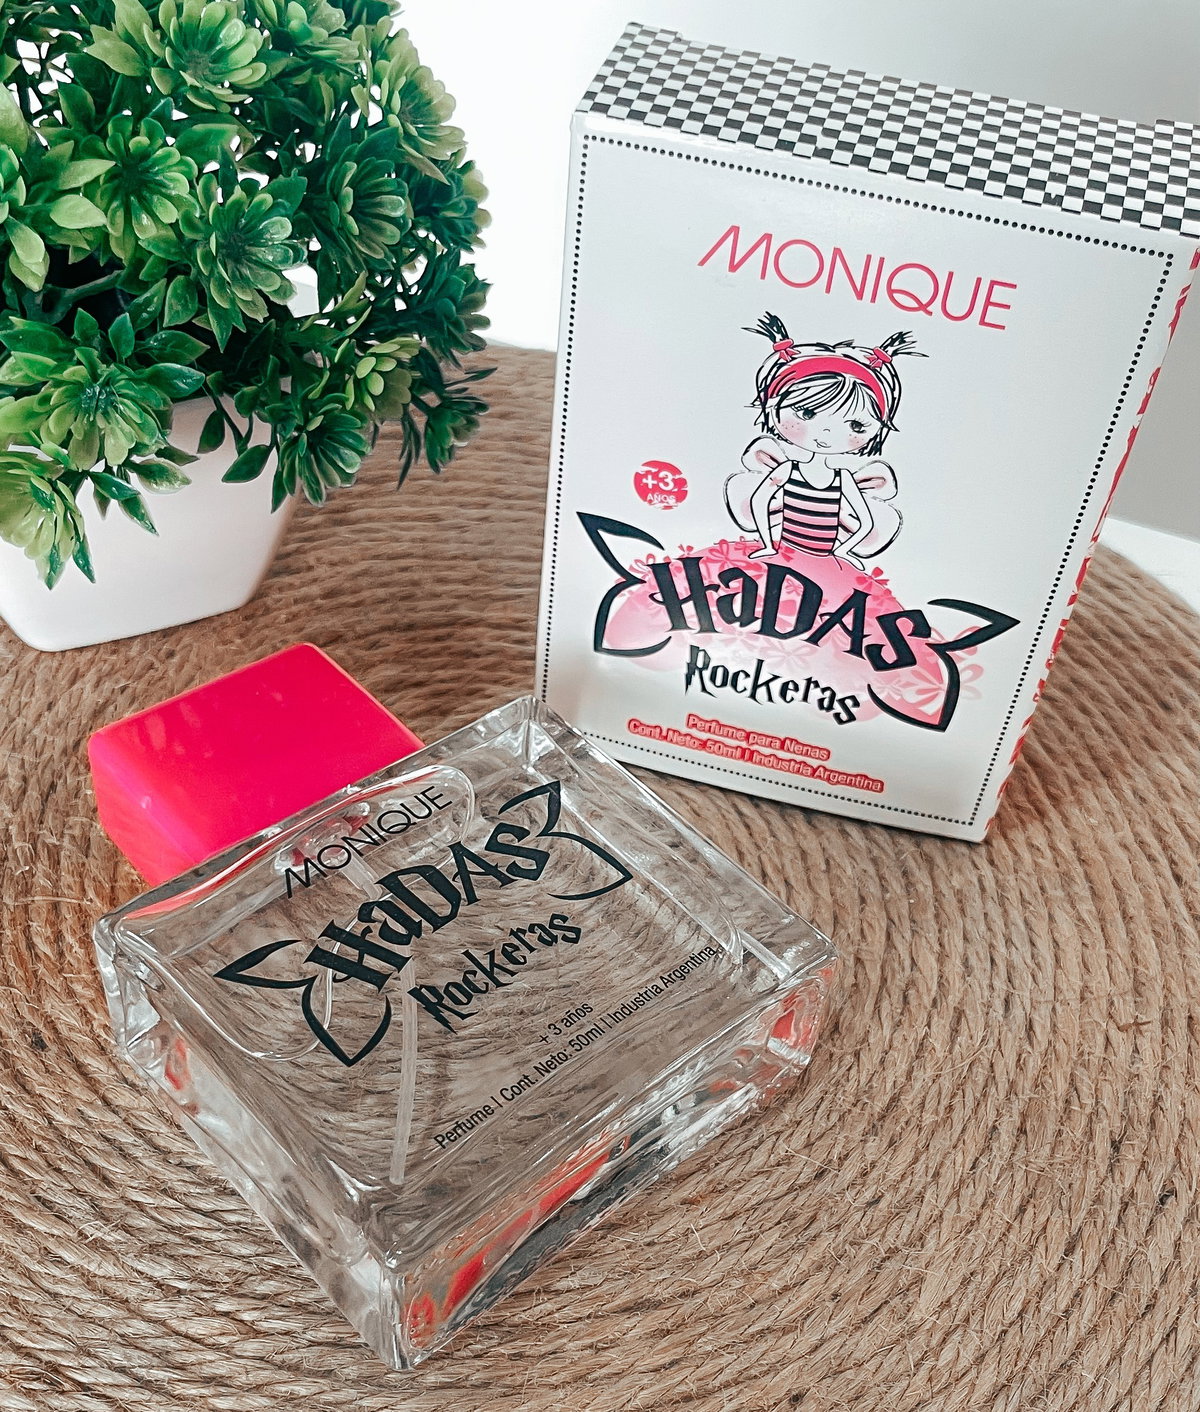 MONIQUE
+3
AÑOS
HaDAS
Rockeras
Perfume para Nenas
Cont. Neto: 50ml | Industria Argentina
MONIQUE
HaDAS
Rockeras
+ 3 años
Perfume | Cont. Neto: 50ml | Industria Argentina